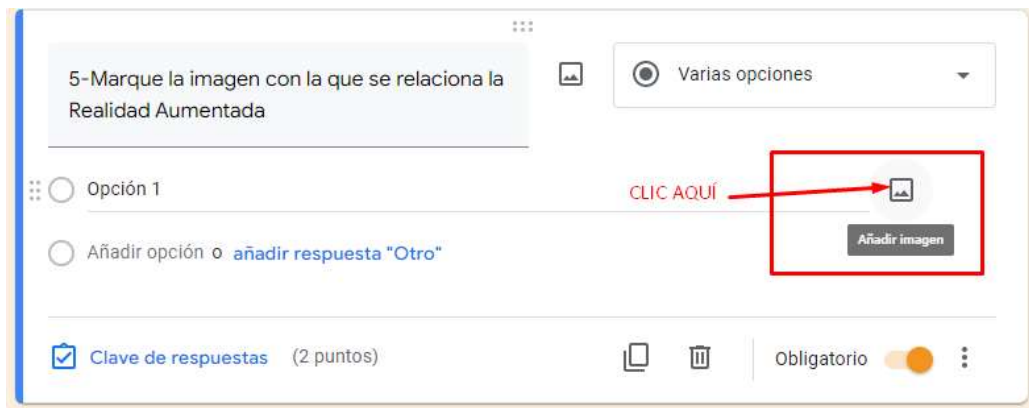 5-Marque la imagen con la que se relaciona la
Realidad Aumentada
Varias opciones
Opción 1
CLIC AQUÍ
Añadir imagen
Añadir opción o añadir respuesta "Otro"
Clave de respuestas (2 puntos)
Obligatorio